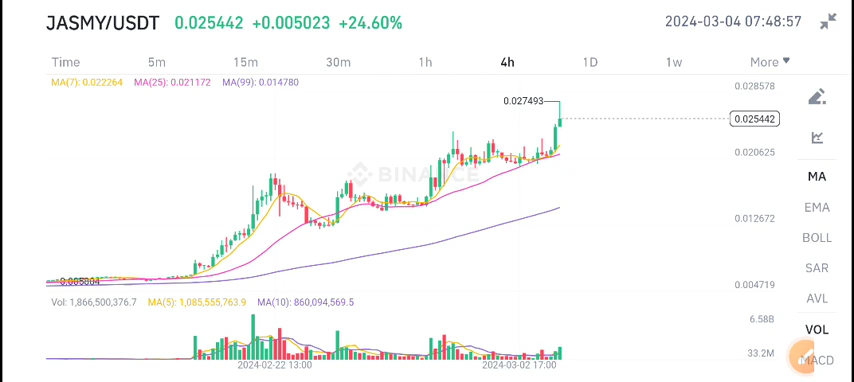 JASMY/USDT 0.025442 +0.005023 +24.60% 2024-03-04 07:48:57
Time 5m 15m 30m 1h 4h 1D 1w More
MA(7): 0.022264 MA(25): 0.021172 MA(99): 0.014780
0.028578
0.027493
0.025442
0.020625
MA
BINANCE
EMA
0.012672
BOLL
SAR
0.005084
0.004719
Vol: 1,866,500,376.7 MA(5): 1,085,555,763.9 MA(10): 860,094,569.5
AVL
6.58B
VOL
33.2M
MACD
2024-02-22 13:00 2024-03-02 17:00